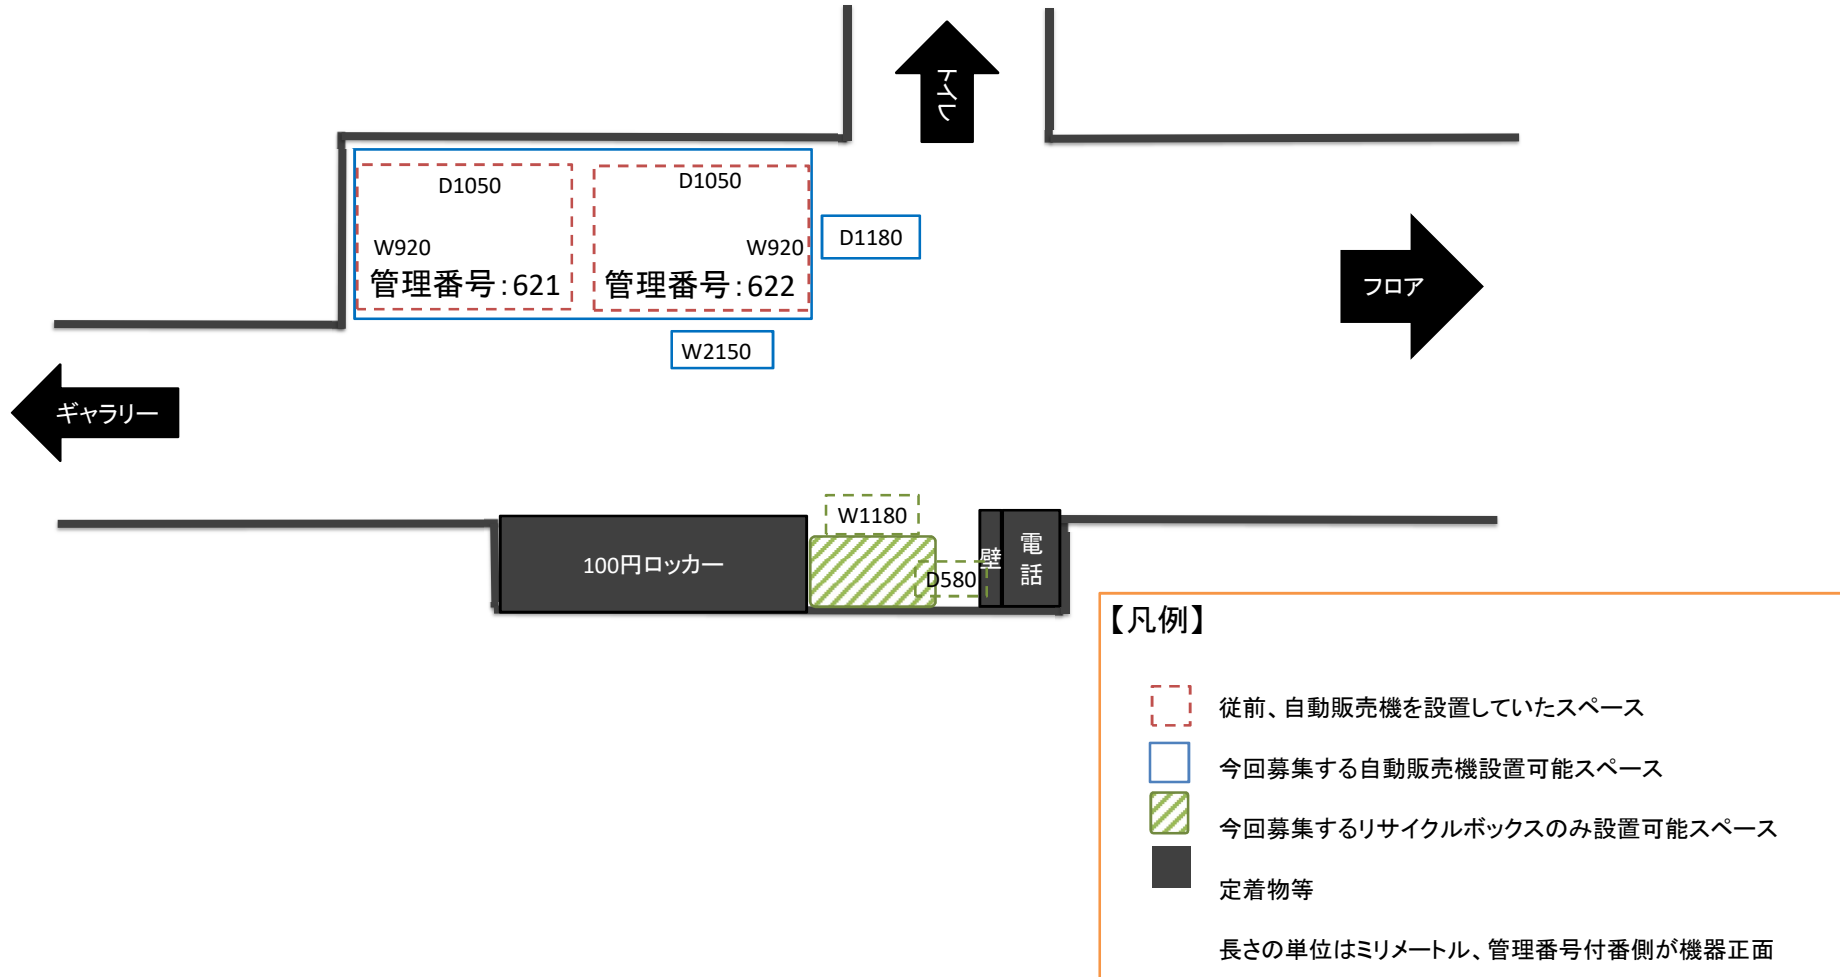 トイレ
D1050
D1050
W920
W920
D1180
管理番号：621
管理番号：622
フロア
W2150
ギャラリー
W1180
100円ロッカー
D580
壁
電話
【凡例】
従前、自動販売機を設置していたスペース
今回募集する自動販売機設置可能スペース
今回募集するリサイクルボックスのみ設置可能スペース
定着物等
長さの単位はミリメートル、管理番号付番側が機器正面